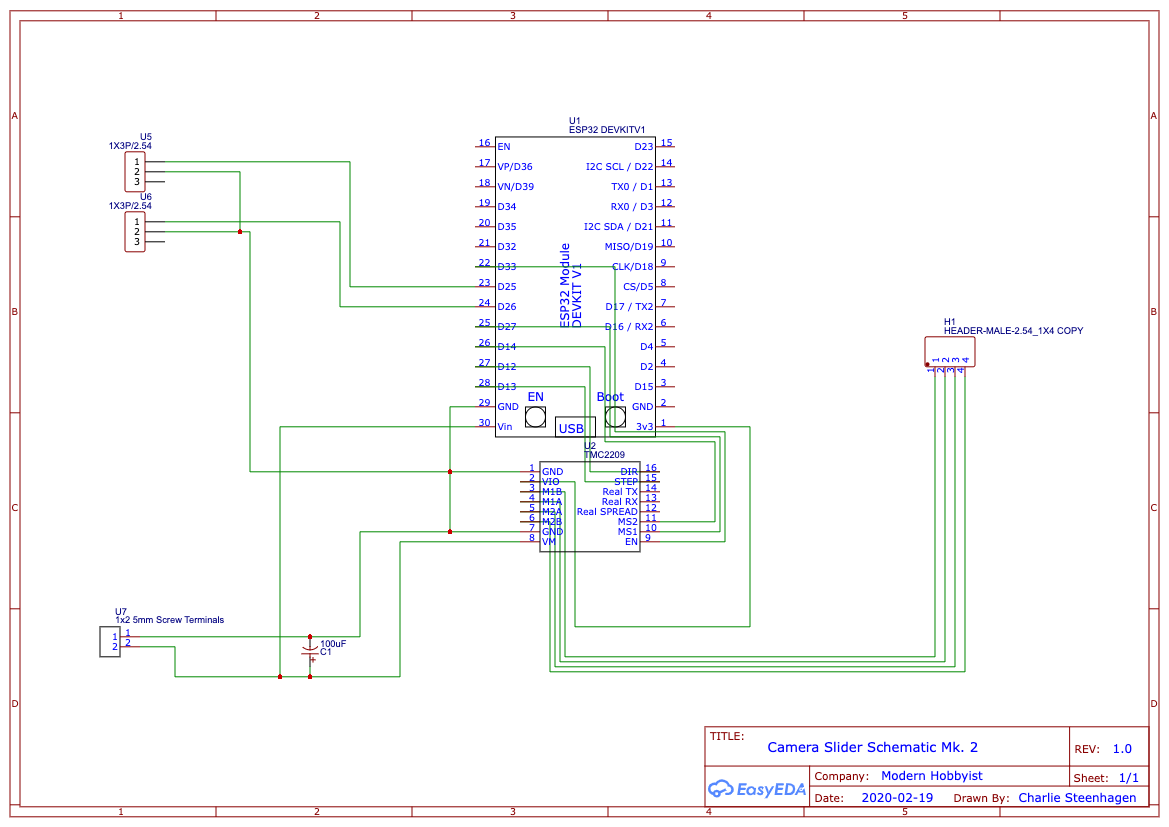 1 2 3 4 5
A A
B B
C C
D D
U5
1X3P/2.54
1
2
3
U6
1X3P/2.54
1
2
3
U1
ESP32 DEVKITV1
16 EN D23 15
17 VP/D36 I2C SCL / D22 14
18 VN/D39 TX0 / D1 13
19 D34 RX0 / D3 12
20 D35 I2C SDA / D21 11
21 D32 MISO/D19 10
22 D33 CLK/D18 9
23 D25 CS/D5 8
24 D26 D17 / TX2 7
25 D27 D16 / RX2 6
26 D14 D4 5
27 D12 D2 4
28 D13 D15 3
29 GND GND 2
30 Vin 3v3 1
ESP32 Module
DEVKIT V1
EN Boot
USB
U2
TMC2209
1 GND DIR 16
2 VIO STEP 15
3 M1B Real TX 14
4 M1A Real RX 13
5 M2A Real SPREAD 12
6 M2B MS2 11
7 GND MS1 10
8 VM EN 9
H1
HEADER-MALE-2.54_1X4 COPY
1 2 3 4
1 2 3 4
U7
1x2 5mm Screw Terminals
1 1
2 2
100uF
C1
+
TITLE:
Camera Slider Schematic Mk. 2
REV: 1.0
EasyEDA
Company: Modern Hobbyist
Sheet: 1/1
Date: 2020-02-19 Drawn By: Charlie Steenhagen
1 2 3 4 5